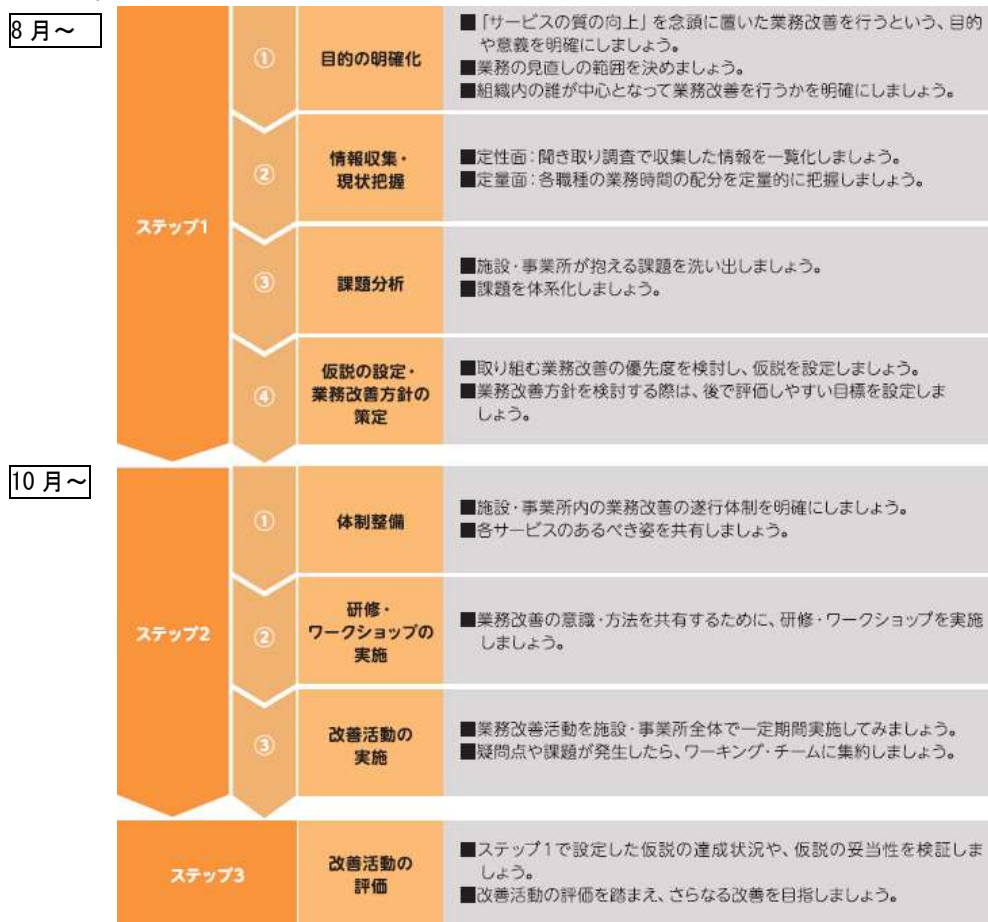 8月～
ステップ1
①
目的の明確化
■「サービスの質の向上」を念頭に置いた業務改善を行うという、目的
や意義を明確にしましょう。
■業務の見直しの範囲を決めましょう。
■組織内の誰が中心となって業務改善を行うかを明確にしましょう。
②
情報収集・
現状把握
■定性面：聞き取り調査で収集した情報を一覧化しましょう。
■定量面：各職種の業務時間の配分を定量的に把握しましょう。
③
課題分析
■施設・事業所が抱える課題を洗い出しましょう。
■課題を体系化しましょう。
④
仮説の設定・
業務改善方針の
策定
■取り組む業務改善の優先度を検討し、仮説を設定しましょう。
■業務改善方針を検討する際は、後で評価しやすい目標を設定しま
しょう。
10月～
ステップ2
①
体制整備
■施設・事業所内の業務改善の遂行体制を明確にしましょう。
■各サービスのあるべき姿を共有しましょう。
②
研修・
ワークショップの
実施
■業務改善の意識・方法を共有するために、研修・ワークショップを実施
しましょう。
③
改善活動の
実施
■業務改善活動を施設・事業所全体で一定期間実施してみましょう。
■疑問点や課題が発生したら、ワーキング・チームに集約しましょう。
ステップ3
改善活動の
評価
■ステップ1で設定した仮説の達成状況や、仮説の妥当性を検証しま
しょう。
■改善活動の評価を踏まえ、さらなる改善を目指しましょう。